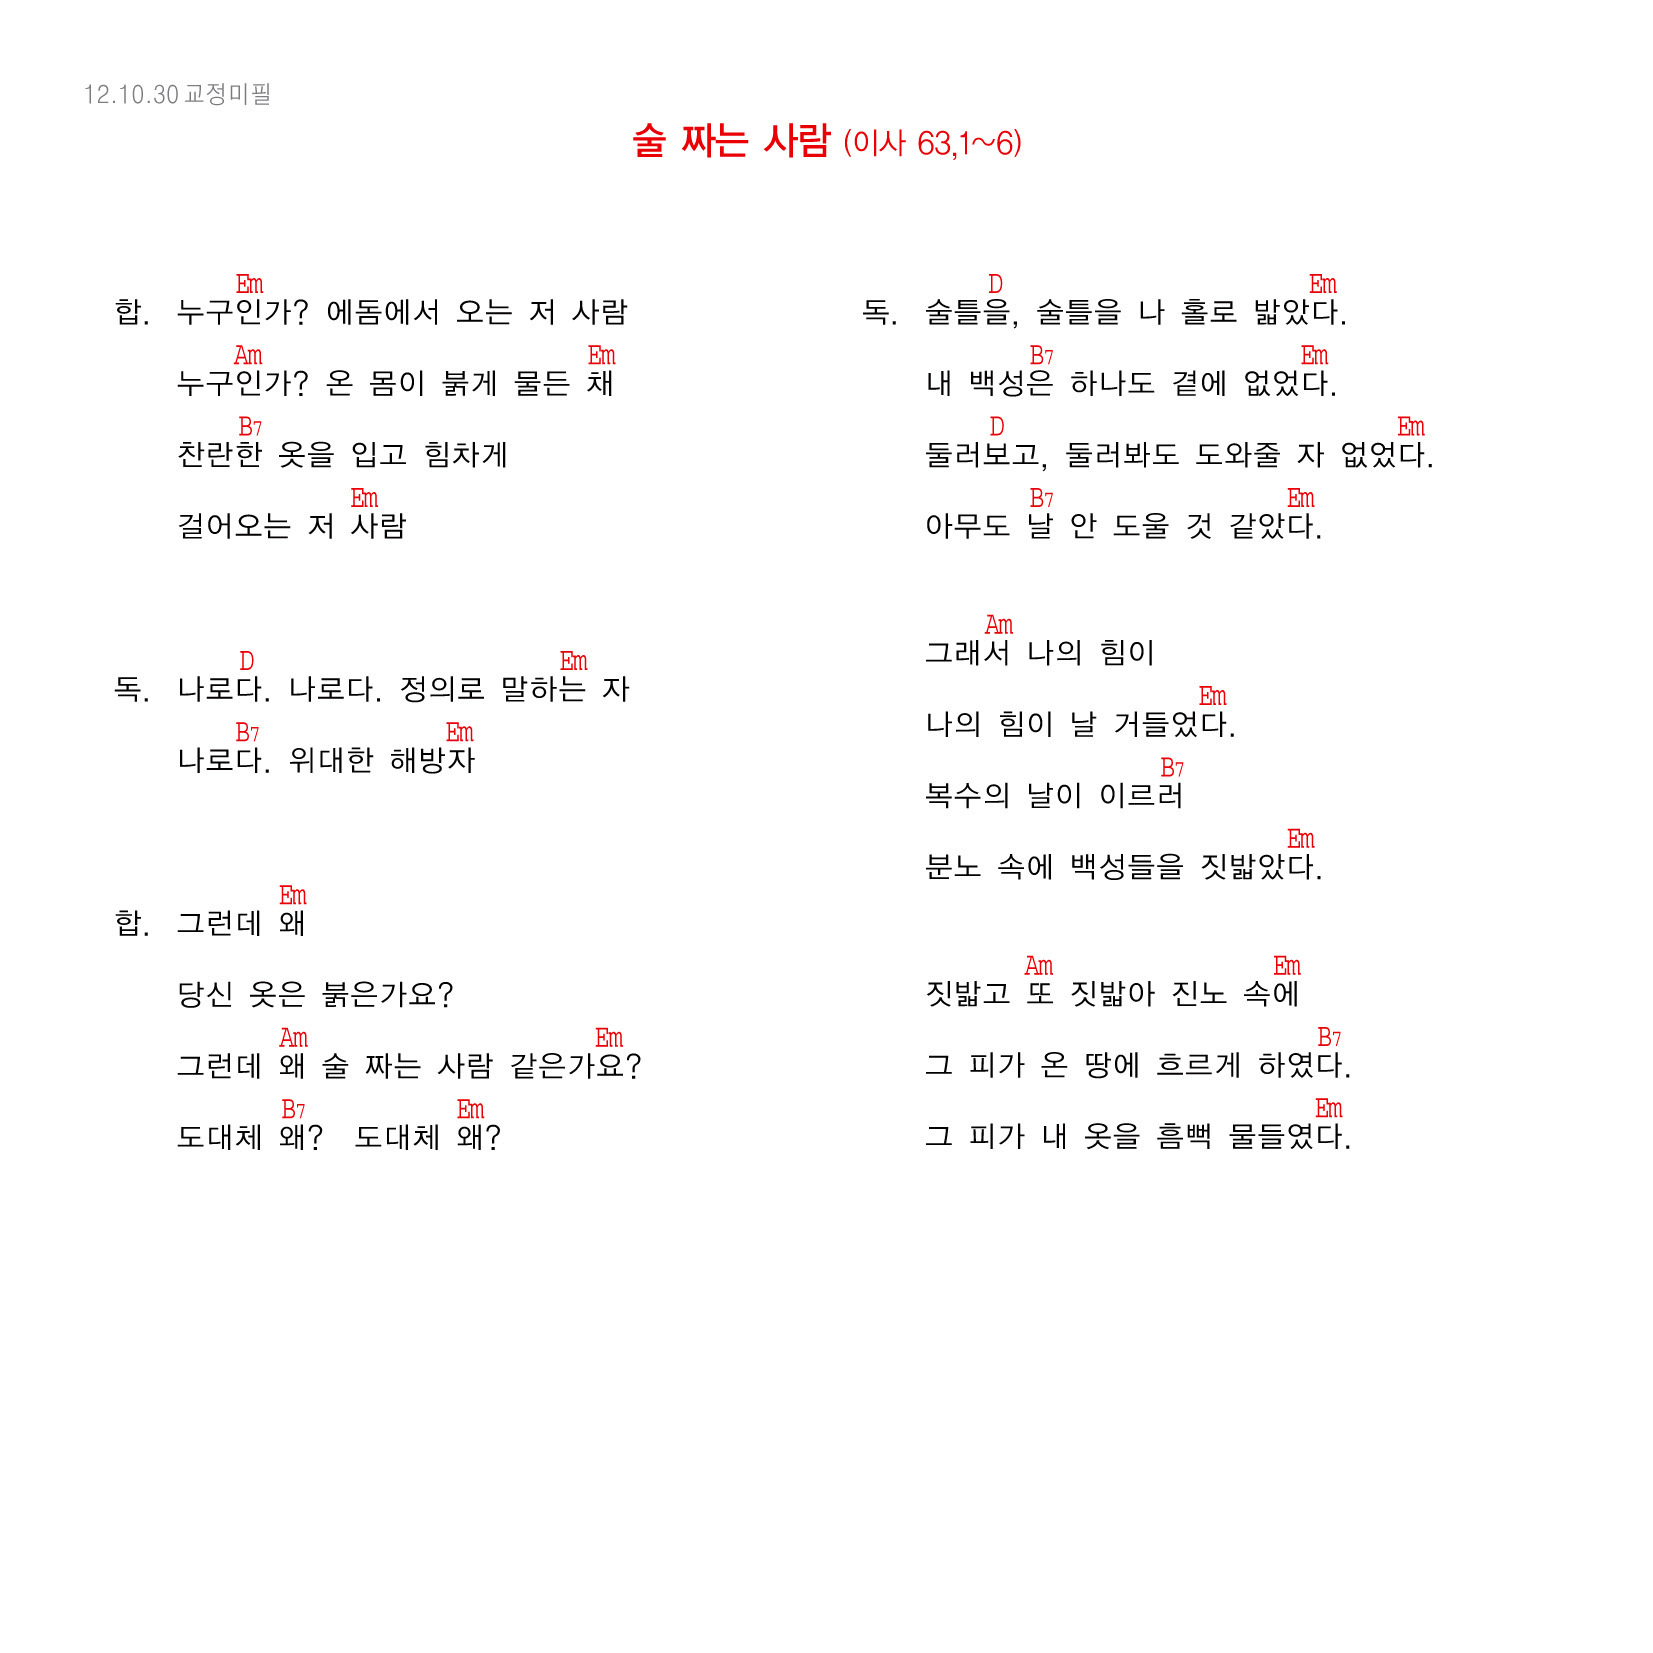 12.10.30 교정미필
술 짜는 사람 (이사 63,1~6)
Em
합. 누구인가? 에돔에서 오는 저 사람
Am Em
누구인가? 온 몸이 붉게 물든 채
B7
찬란한 옷을 입고 힘차게
Em
걸어오는 저 사람
D Em
독. 나로다. 나로다. 정의로 말하는 자
B7 Em
나로다. 위대한 해방자
Em
합. 그런데 왜
당신 옷은 붉은가요?
Am Em
그런데 왜 술 짜는 사람 같은가요?
B7 Em
도대체 왜? 도대체 왜?
D Em
독. 술틀을, 술틀을 나 홀로 밟았다.
B7 Em
내 백성은 하나도 곁에 없었다.
D Em
둘러보고, 둘러봐도 도와줄 자 없었다.
B7 Em
아무도 날 안 도울 것 같았다.
Am
그래서 나의 힘이
Em
나의 힘이 날 거들었다.
B7
복수의 날이 이르러
Em
분노 속에 백성들을 짓밟았다.
Am Em
짓밟고 또 짓밟아 진노 속에
B7
그 피가 온 땅에 흐르게 하였다.
Em
그 피가 내 옷을 흠뻑 물들였다.